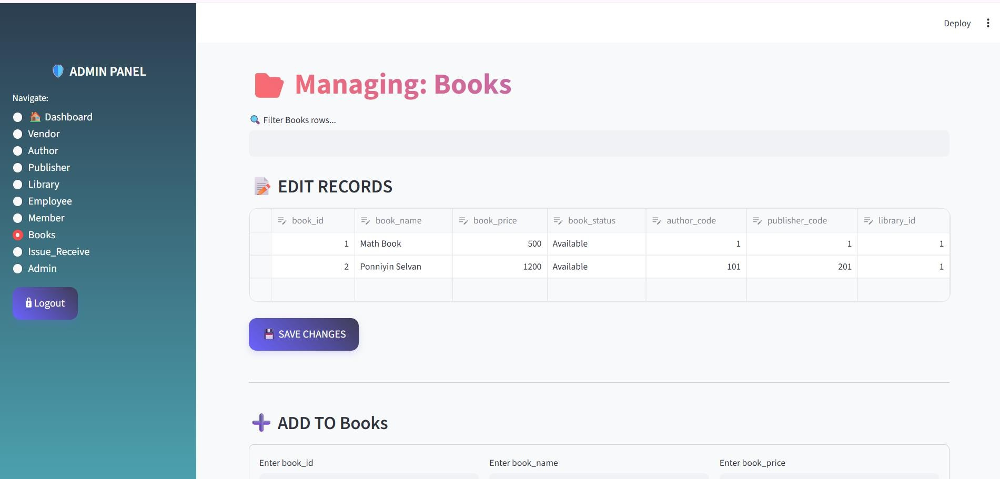 Deploy
ADMIN PANEL
Navigate:
Dashboard
Vendor
Author
Publisher
Library
Employee
Member
Books
Issue_Receive
Admin
Logout
Managing: Books
Filter Books rows...
EDIT RECORDS
book_id book_name book_price book_status author_code publisher_code library_id
1 Math Book 500 Available 1 1 1
2 Ponniyin Selvan 1200 Available 101 201 1
SAVE CHANGES
ADD TO Books
Enter book_id Enter book_name Enter book_price